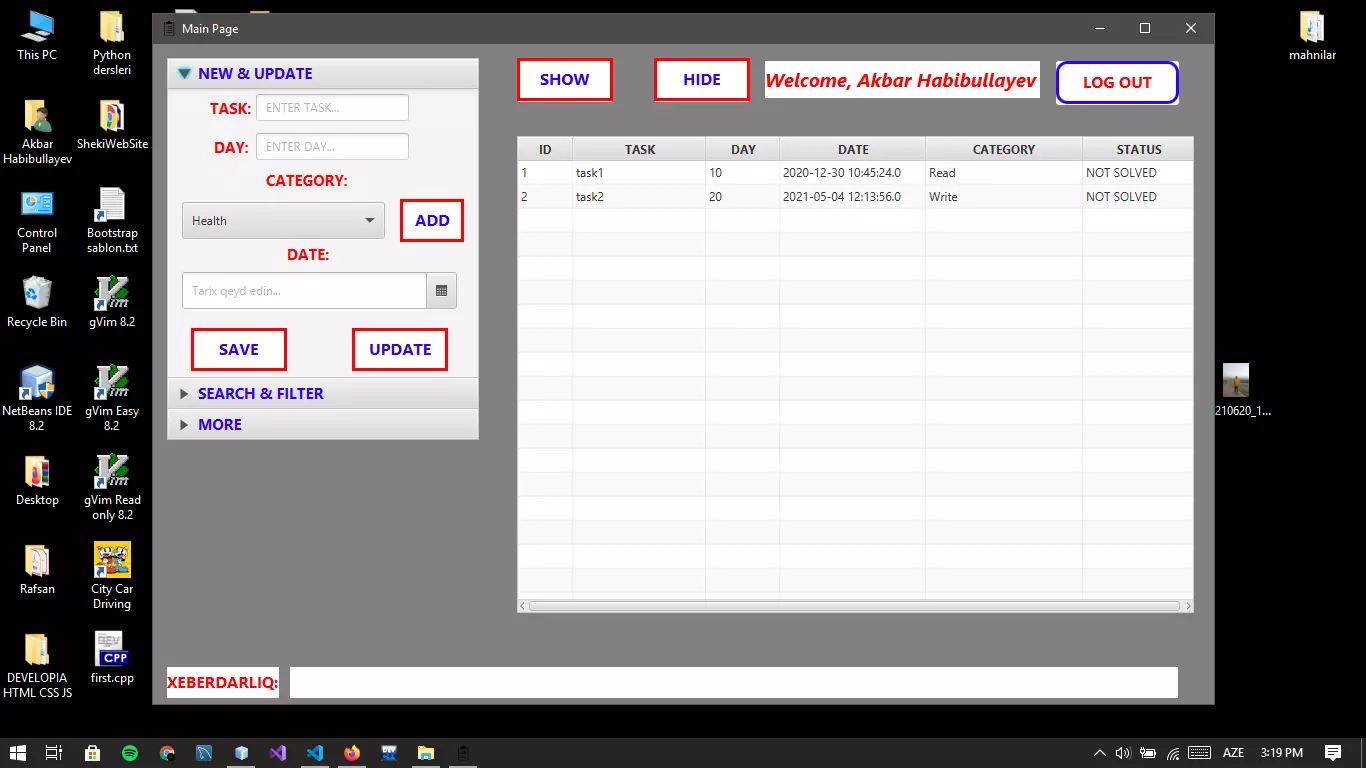 This PC
Python
dersleri
Akbar
Habibullayev
ShekiWebSite
Control
Panel
Bootstrap
sablon.txt
Recycle Bin
gVim 8.2
NetBeans IDE
8.2
gVim Easy
8.2
Desktop
gVim Read
only 8.2
Rafsan
City Car
Driving
DEVELOPIA
HTML CSS JS
first.cpp
Main Page
NEW & UPDATE
TASK: ENTER TASK...
DAY: ENTER DAY...
CATEGORY:
Health ADD
DATE:
Tarix qeyd edin...
SAVE UPDATE
SEARCH & FILTER
MORE
SHOW HIDE Welcome, Akbar Habibullayev LOG OUT
ID TASK DAY DATE CATEGORY STATUS
1 task1 10 2020-12-30 10:45:24.0 Read NOT SOLVED
2 task2 20 2021-05-04 12:13:56.0 Write NOT SOLVED
XEBERDARLIQ:
mahnilar
210620_1...
AZE 3:19 PM